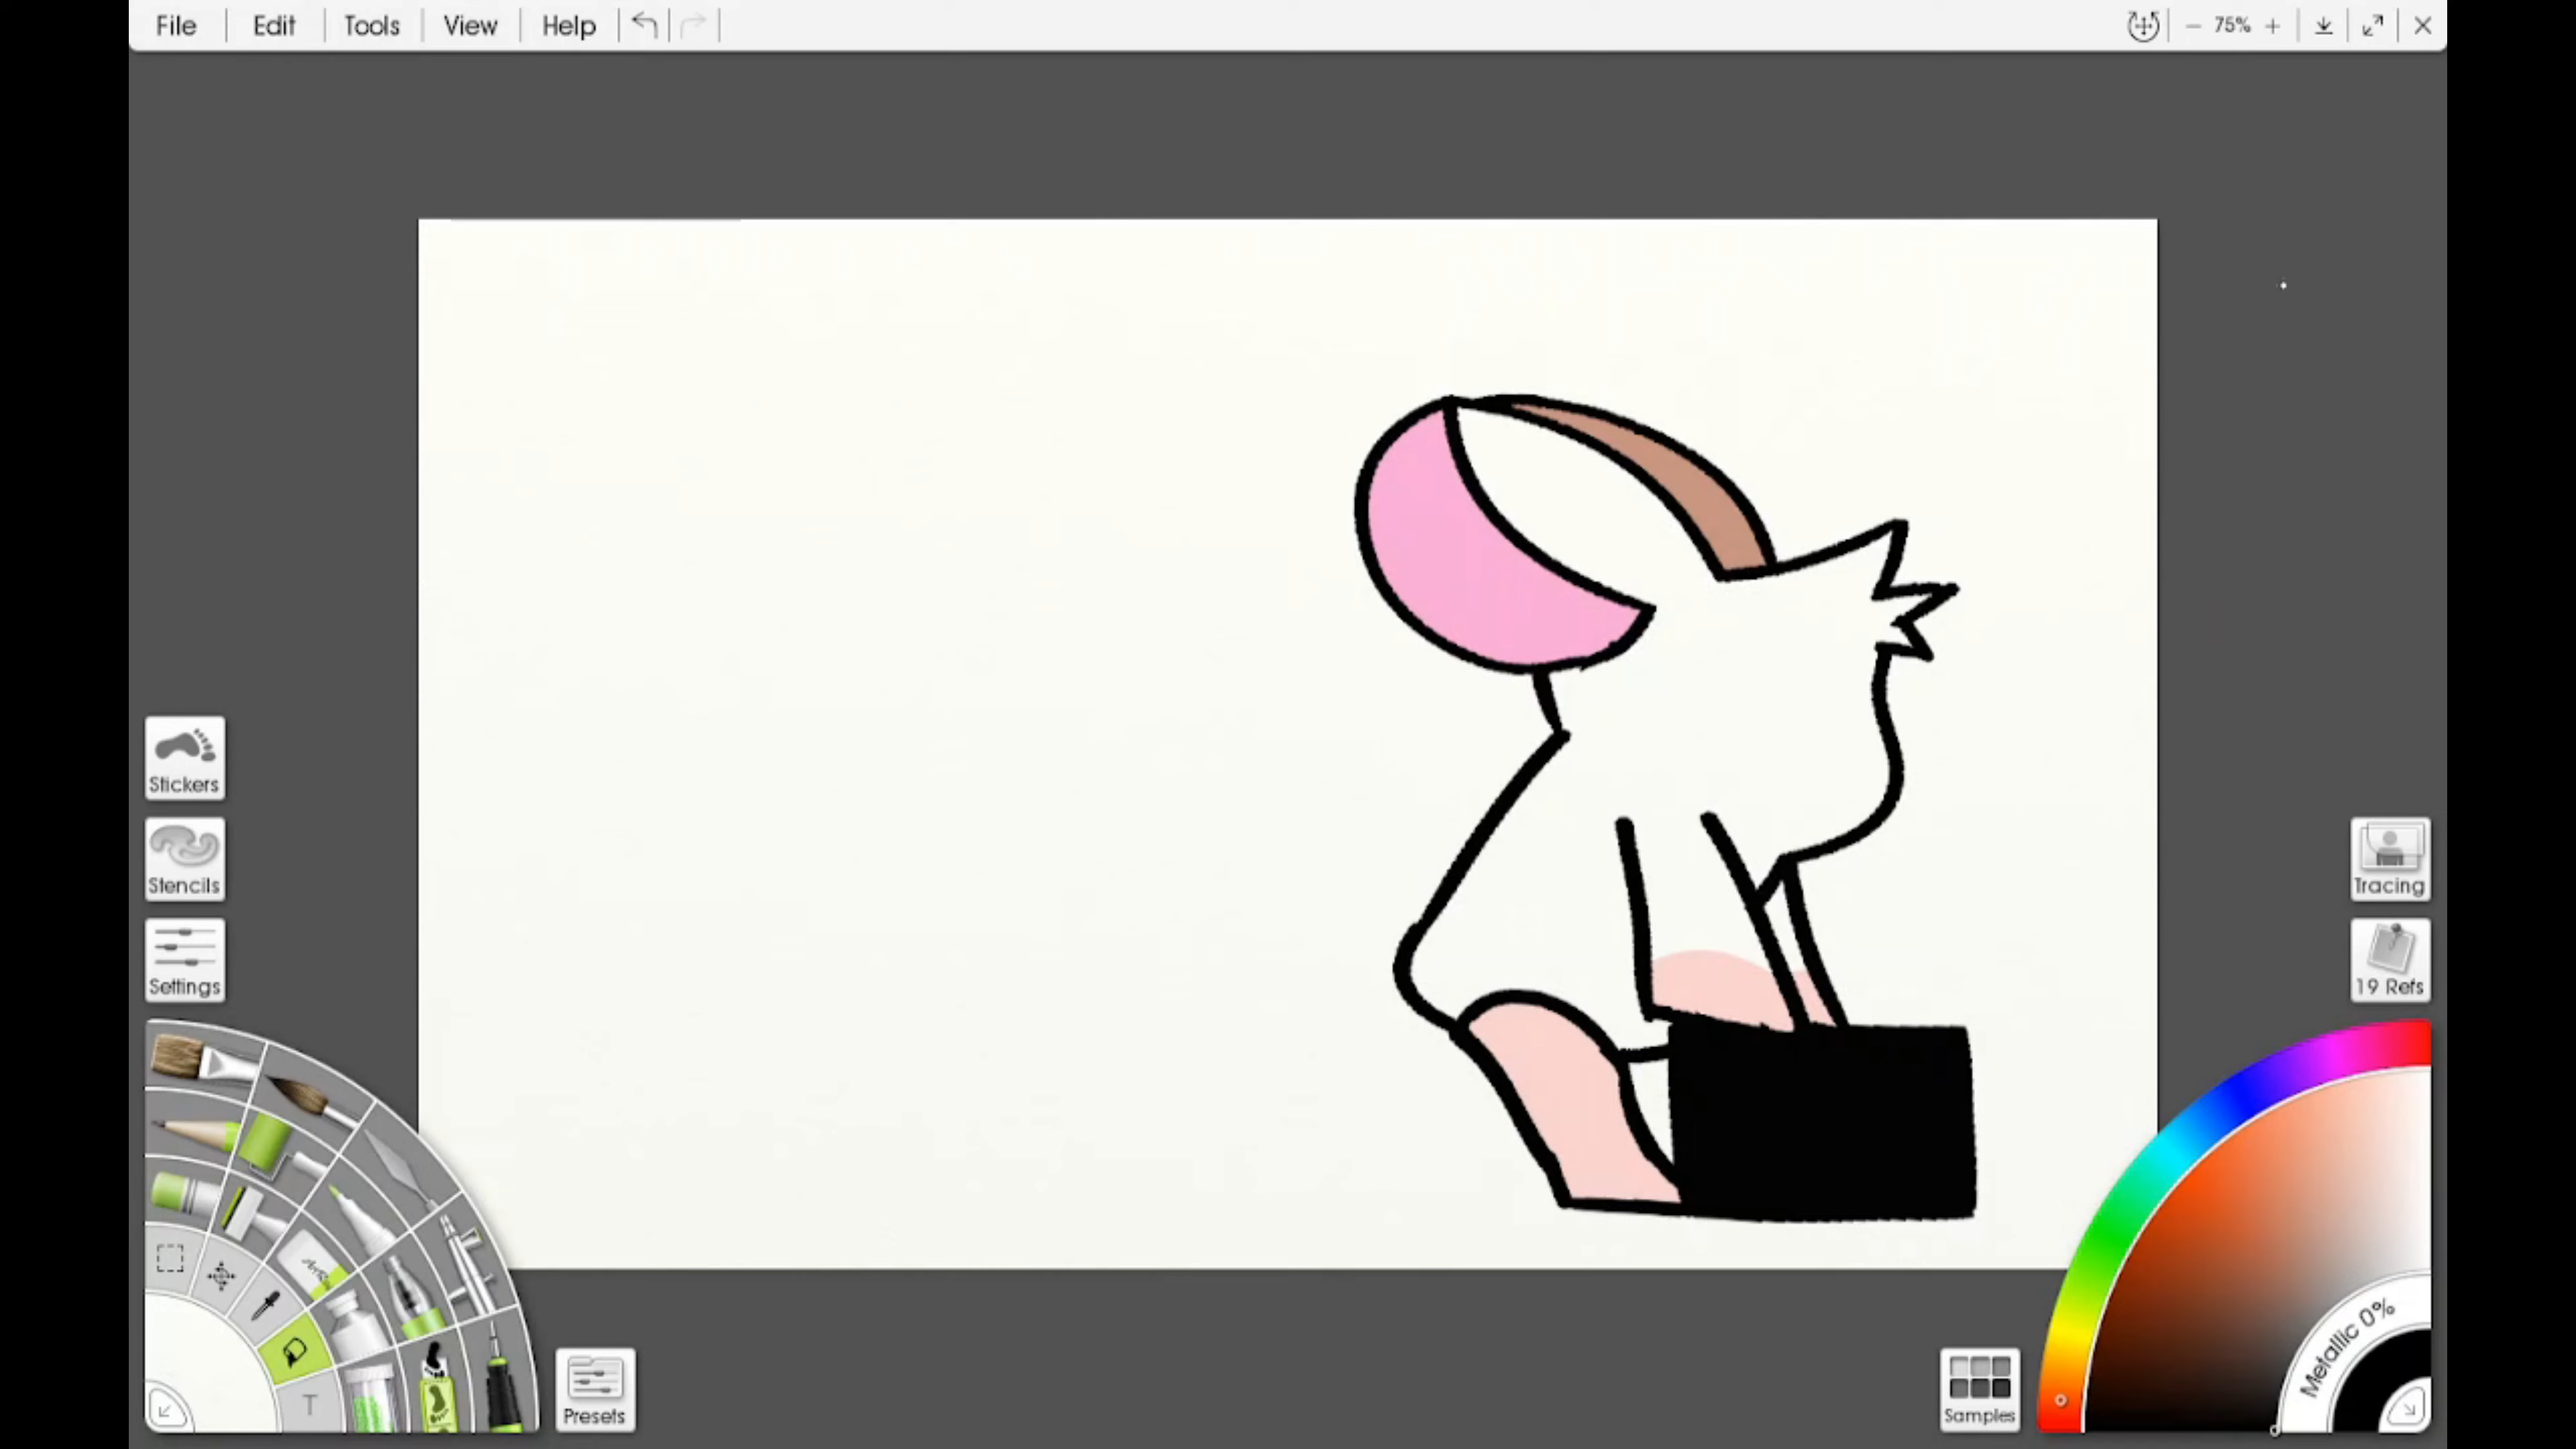 File Edit Tools View Help
75%
Stickers
Stencils
Settings
Tracing
19 Refs
T
Presets
Samples
Metallic 0%